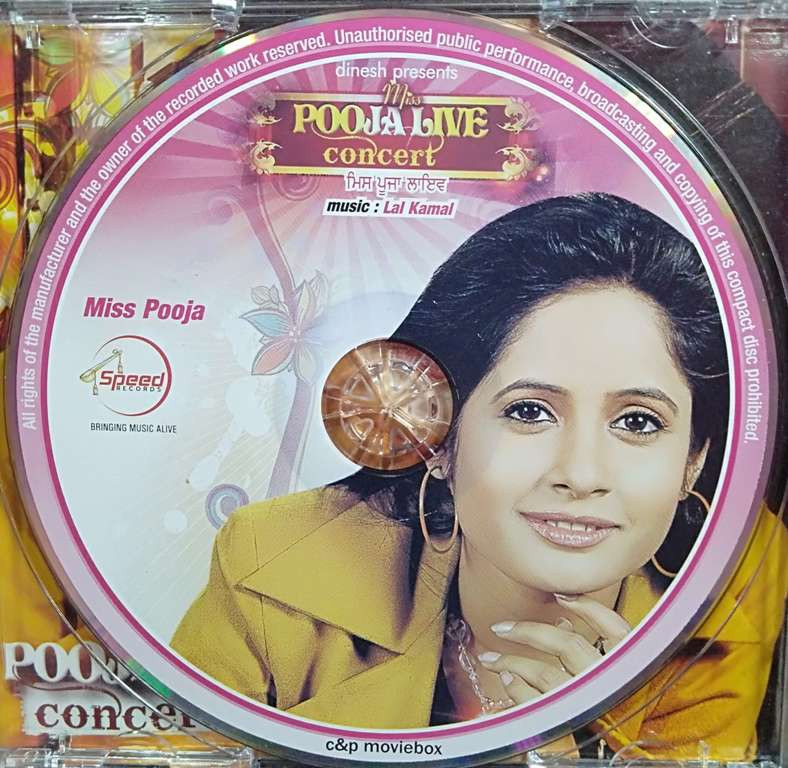 All rights of the manufacturer and the owner of the recorded work reserved. Unauthorised public performance, broadcasting and copying of this compact disc prohibited.
dinesh presents
Miss
POOJA LIVE
concert
ਮਿਸ ਪੂਜਾ ਲਾਇਵ
music : Lal Kamal
Miss Pooja
Speed
RECORDS
BRINGING MUSIC ALIVE
POOJA
concer
c&p moviebox